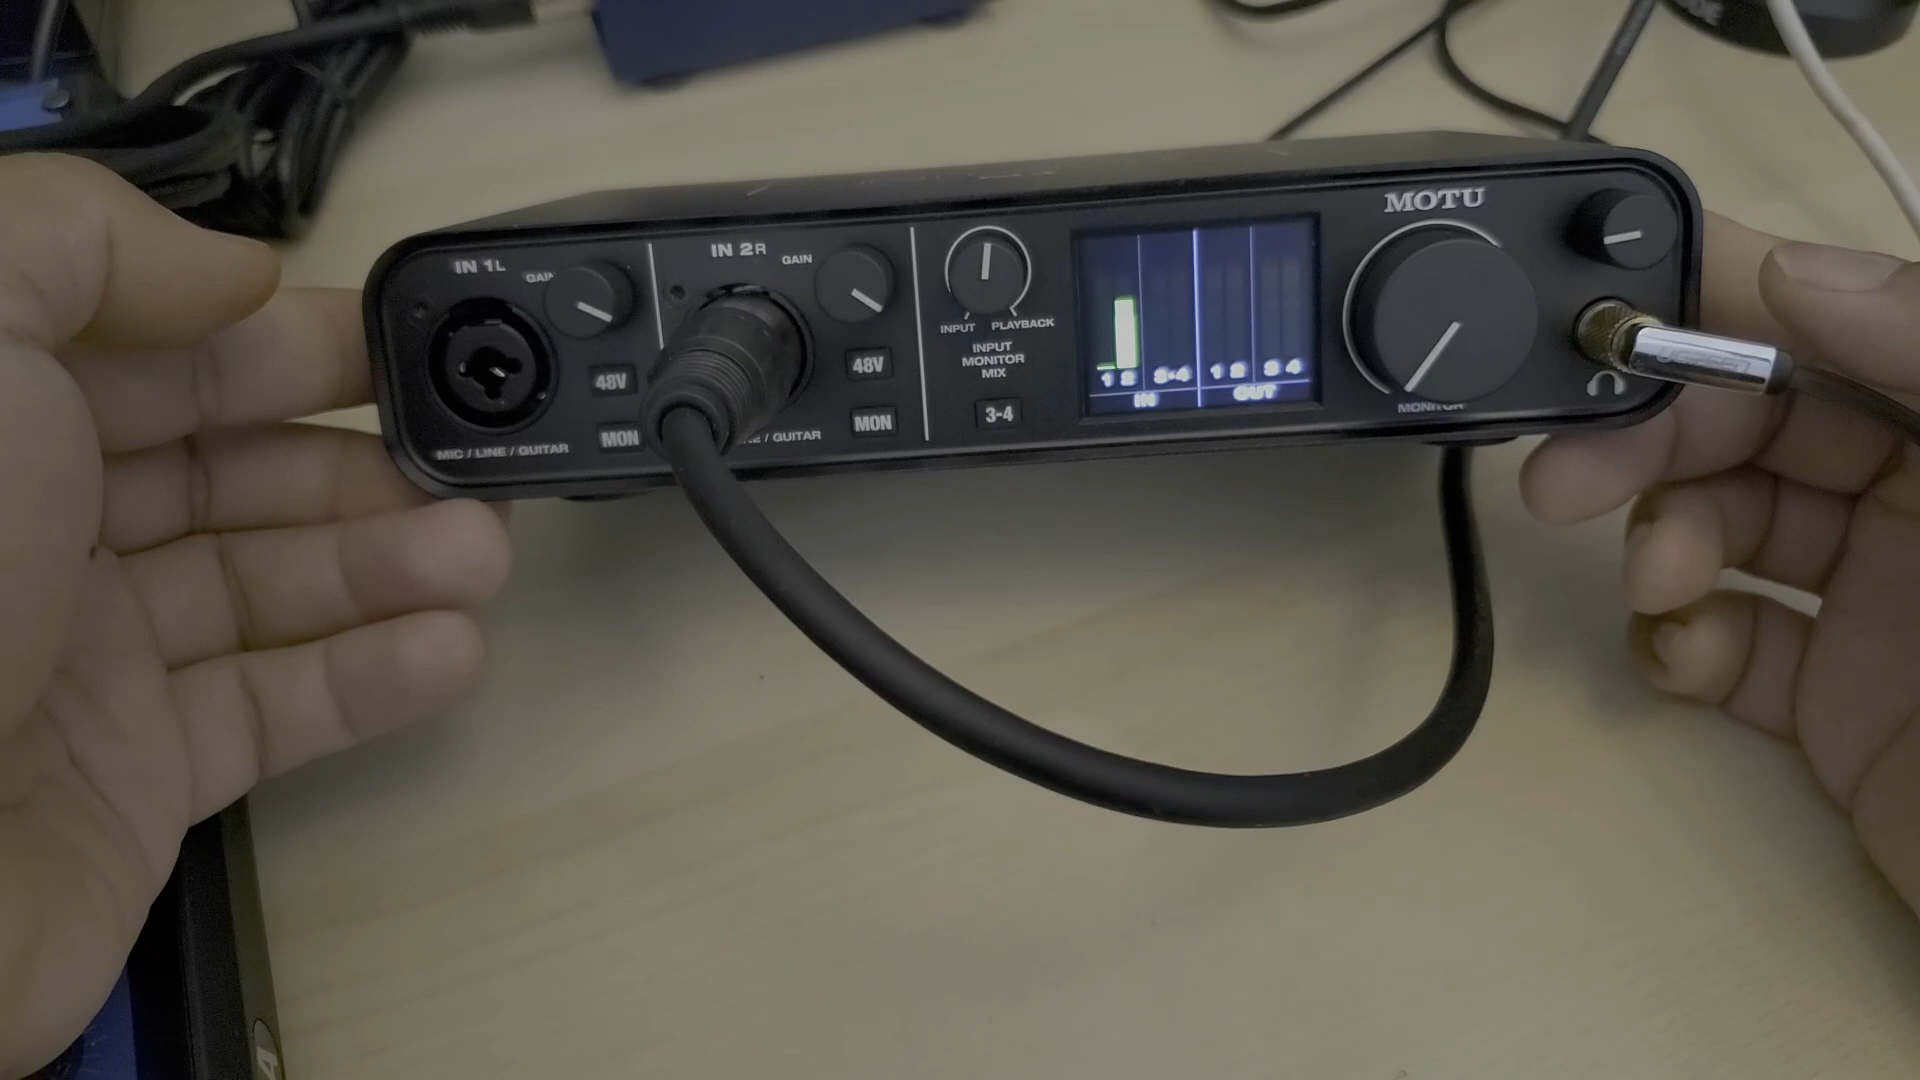 IN 1L
GAIN
48V
MON
MIC / LINE / GUITAR
IN 2R
GAIN
48V
MON
/ GUITAR
INPUT PLAYBACK
INPUT
MONITOR
MIX
3-4
1 2 3-4 1 2 3 4
IN OUT
MOTU
MONITOR
UGREEN
A